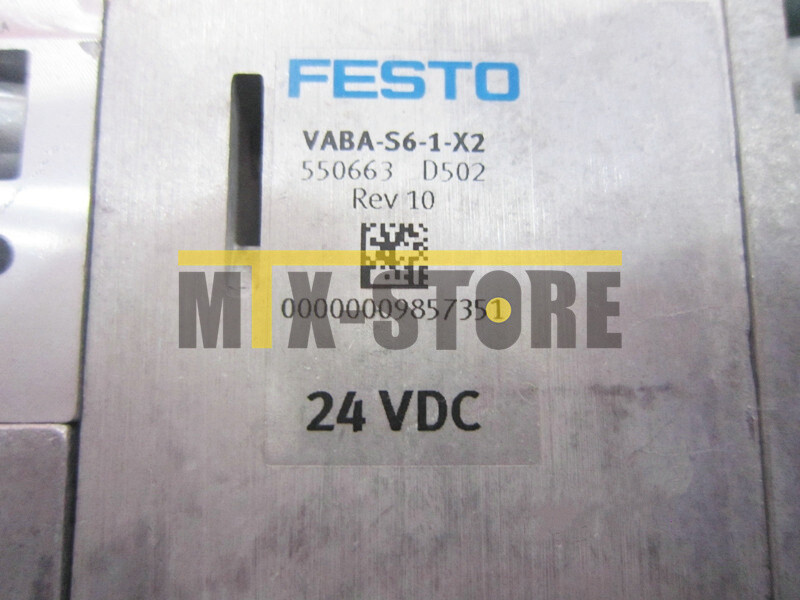 FESTO
VABA-S6-1-X2
550663 D502
Rev 10
MTX-STORE
00000009857351
24 VDC